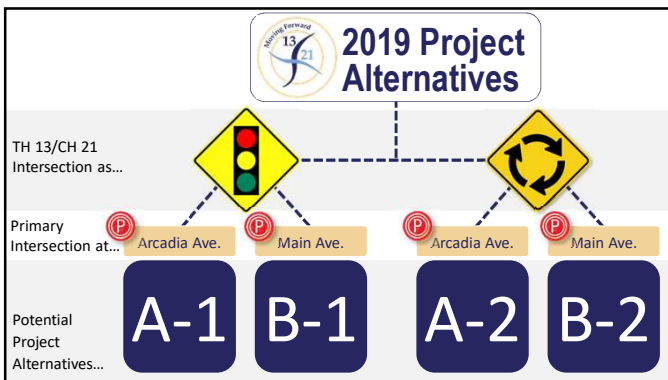 Moving Forward
13
21
2019 Project
Alternatives
TH 13/CH 21
Intersection as…
Primary
Intersection at…
P
Arcadia Ave.
P
Main Ave.
P
Arcadia Ave.
P
Main Ave.
Potential
Project
Alternatives…
A-1
B-1
A-2
B-2